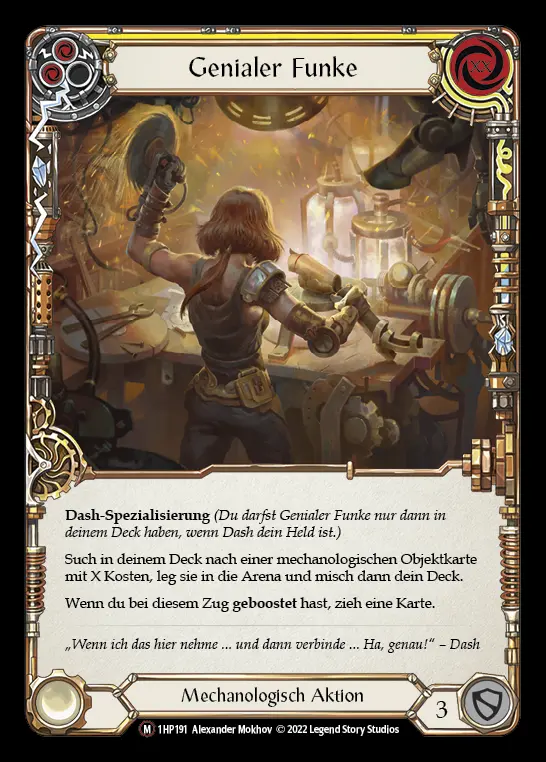 Genialer Funke
XX
Dash-Spezialisierung (Du darfst Genialer Funke nur dann in
deinem Deck haben, wenn Dash dein Held ist.)
Such in deinem Deck nach einer mechanologischen Objektkarte
mit X Kosten, leg sie in die Arena und misch dann dein Deck.
Wenn du bei diesem Zug geboostet hast, zieh eine Karte.
„Wenn ich das hier nehme ... und dann verbinde ... Ha, genau!“ – Dash
Mechanologisch Aktion
3
M 1HP191 Alexander Mokhov © 2022 Legend Story Studios